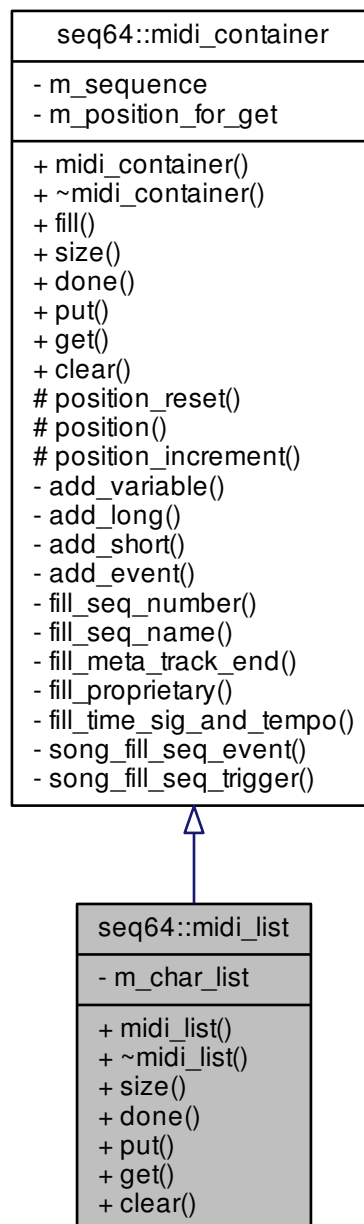 seq64::midi_container
- m_sequence
- m_position_for_get
+ midi_container()
+ ~midi_container()
+ fill()
+ size()
+ done()
+ put()
+ get()
+ clear()
# position_reset()
# position()
# position_increment()
- add_variable()
- add_long()
- add_short()
- add_event()
- fill_seq_number()
- fill_seq_name()
- fill_meta_track_end()
- fill_proprietary()
- fill_time_sig_and_tempo()
- song_fill_seq_event()
- song_fill_seq_trigger()
seq64::midi_list
- m_char_list
+ midi_list()
+ ~midi_list()
+ size()
+ done()
+ put()
+ get()
+ clear()